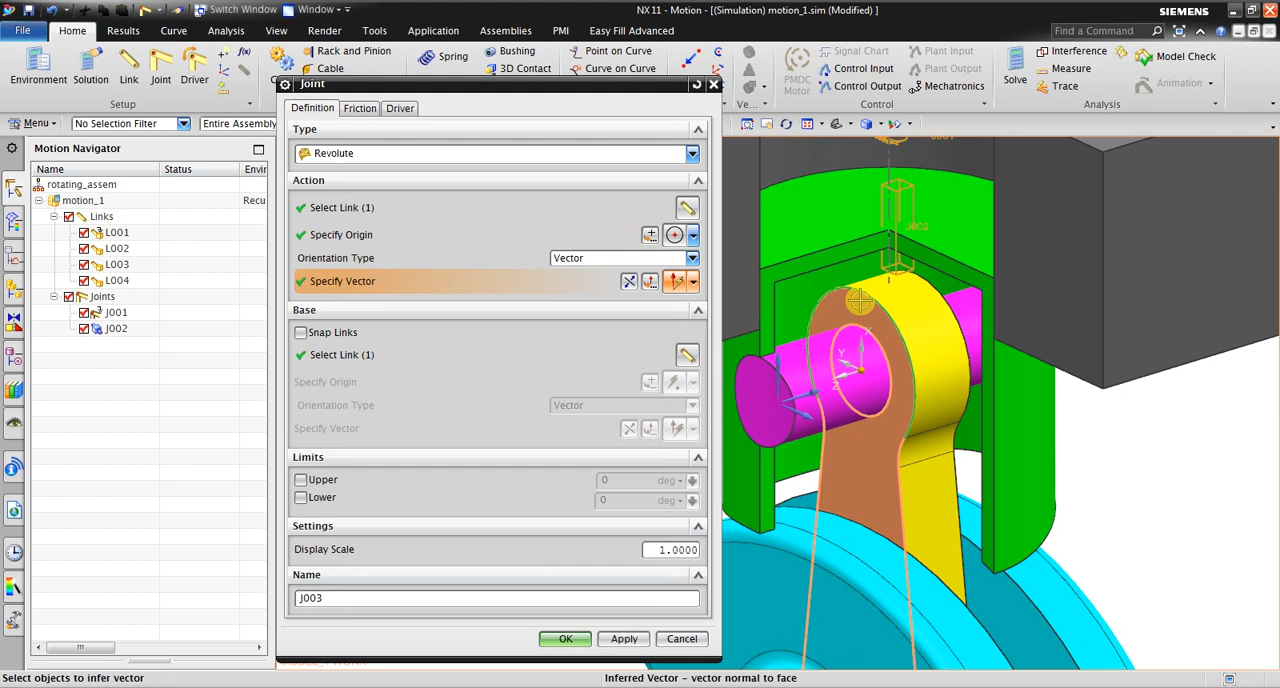 Switch Window
Window
NX 11 - Motion - [(Simulation) motion_1.sim (Modified) ]
SIEMENS
File
Home
Results
Curve
Analysis
View
Render
Tools
Application
Assemblies
PMI
Easy Fill Advanced
Find a Command
Environment
Solution
Link
Joint
Driver
f(x)
Setup
Rack and Pinion
Cable
Spring
Bushing
3D Contact
Point on Curve
Curve on Curve
Ve...
PMDC
Motor
Signal Chart
Control Input
Control Output
Plant Input
Plant Output
Mechatronics
Control
Solve
Interference
Measure
Trace
Model Check
Animation
Analysis
Menu
No Selection Filter
Entire Assembly
Motion Navigator
Name
Status
Envir
rotating_assem
motion_1
Recu
Links
L001
L002
L003
L004
Joints
J001
J002
Joint
Definition
Friction
Driver
Type
Revolute
Action
Select Link (1)
Specify Origin
Orientation Type
Vector
Specify Vector
Base
Snap Links
Select Link (1)
Specify Origin
Orientation Type
Vector
Specify Vector
Limits
Upper
0
deg
Lower
0
deg
Settings
Display Scale
1.0000
Name
J003
OK
Apply
Cancel
J002
X
Y
Z
Select objects to infer vector
Inferred Vector - vector normal to face